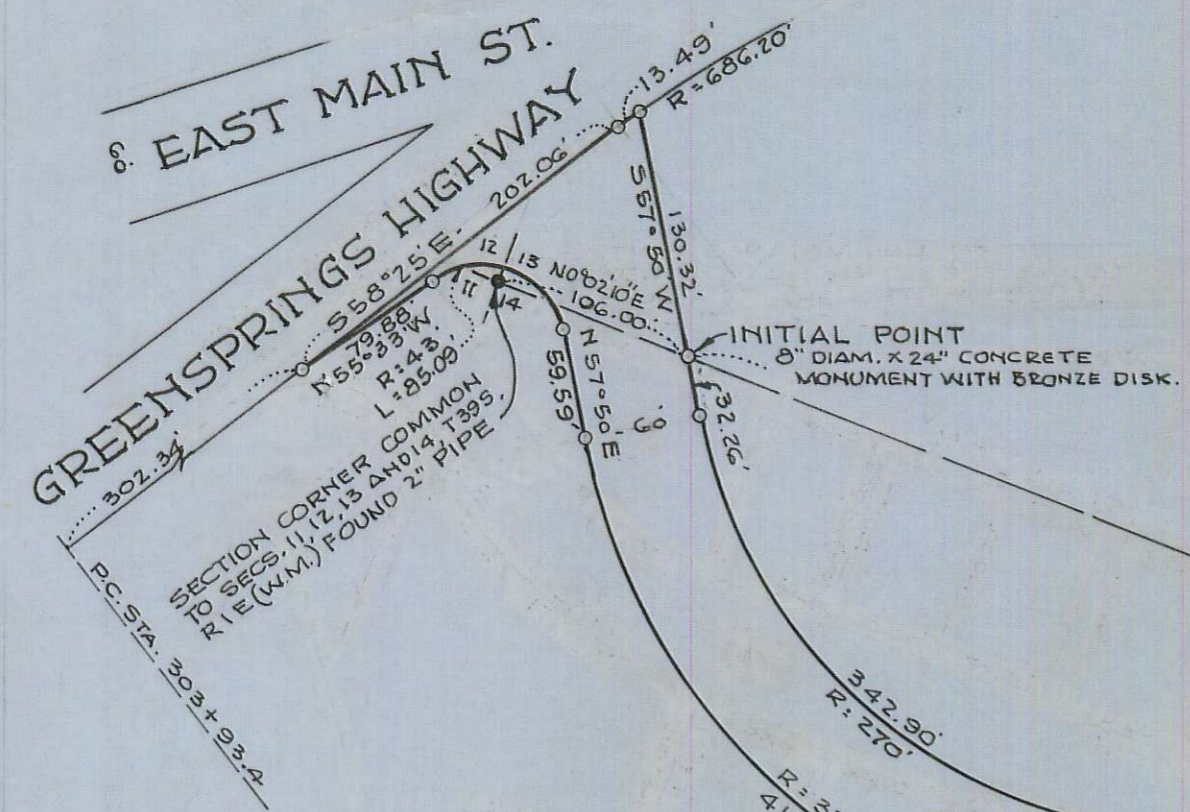 60'
EAST MAIN ST.
GREENSPRINGS HIGHWAY
13.49'
R=686.20'
202.06'
S58°25'E.
S57°50'W
130.32'
12
13
11
14
N0°02'10"E
106.00
79.88'
N55°33'W
R:43.'
L=85.09'
INITIAL POINT
8" DIAM. X 24" CONCRETE
MONUMENT WITH BRONZE DISK.
32.26'
N57°50'E
59.59'
60'
302.34'
SECTION CORNER COMMON
TO SECS. 11, 12, 13 AND 14, T39S.
R1E (W.M.) FOUND 2" PIPE
P.C. STA. 303+93.4
342.90'
R:270'